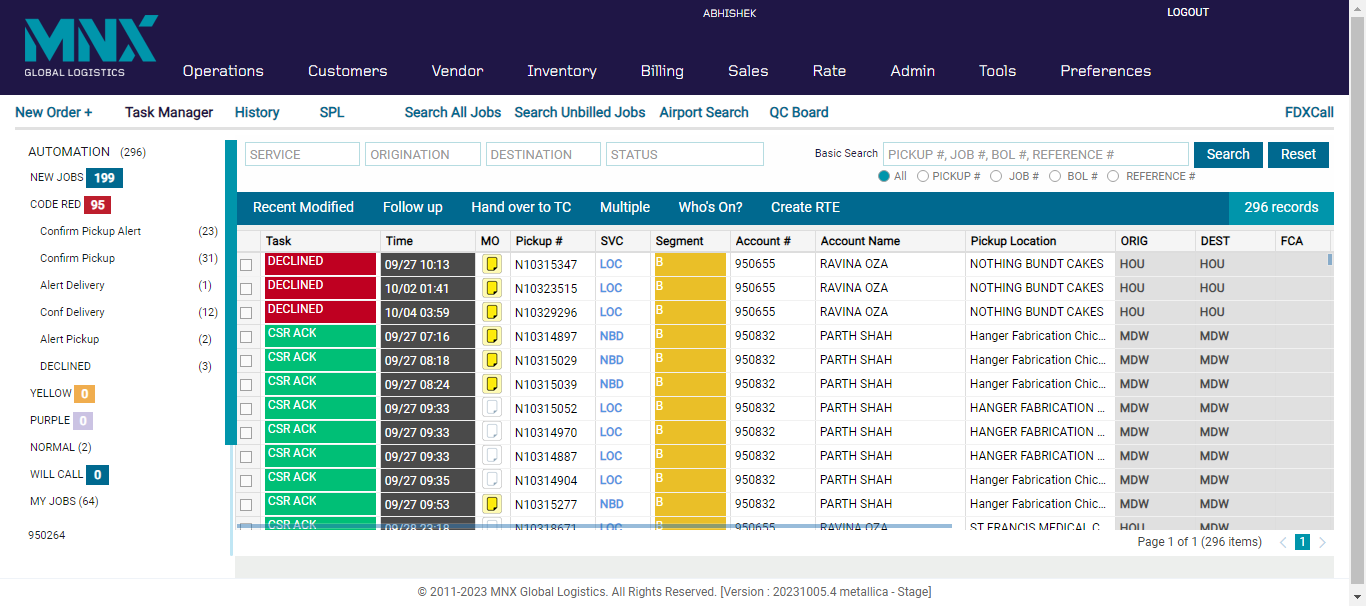 ABHISHEK LOGOUT
MNX
GLOBAL LOGISTICS
Operations Customers Vendor Inventory Billing Sales Rate Admin Tools Preferences
New Order + Task Manager History SPL Search All Jobs Search Unbilled Jobs Airport Search QC Board FDXCall
AUTOMATION (296)
NEW JOBS 199
CODE RED 95
Confirm Pickup Alert (23)
Confirm Pickup (31)
Alert Delivery (1)
Conf Delivery (12)
Alert Pickup (2)
DECLINED (3)
YELLOW 0
PURPLE 0
NORMAL (2)
WILL CALL 0
MY JOBS (64)
950264
SERVICE ORIGINATION DESTINATION STATUS Basic Search PICKUP #, JOB #, BOL #, REFERENCE # Search Reset
All PICKUP # JOB # BOL # REFERENCE #
Recent Modified Follow up Hand over to TC Multiple Who's On? Create RTE 296 records
Task Time MO Pickup # SVC Segment Account # Account Name Pickup Location ORIG DEST FCA
DECLINED 09/27 10:13 N10315347 LOC B 950655 RAVINA OZA NOTHING BUNDT CAKES HOU HOU
DECLINED 10/02 01:41 N10323515 LOC B 950655 RAVINA OZA NOTHING BUNDT CAKES HOU HOU
DECLINED 10/04 03:59 N10329296 LOC B 950655 RAVINA OZA NOTHING BUNDT CAKES HOU HOU
CSR ACK 09/27 07:16 N10314897 NBD B 950832 PARTH SHAH Hanger Fabrication Chic... MDW MDW
CSR ACK 09/27 08:18 N10315029 NBD B 950832 PARTH SHAH Hanger Fabrication Chic... MDW MDW
CSR ACK 09/27 08:24 N10315039 NBD B 950832 PARTH SHAH Hanger Fabrication Chic... MDW MDW
CSR ACK 09/27 09:33 N10315052 LOC B 950832 PARTH SHAH HANGER FABRICATION ... MDW MDW
CSR ACK 09/27 09:33 N10314970 LOC B 950832 PARTH SHAH HANGER FABRICATION ... MDW MDW
CSR ACK 09/27 09:33 N10314887 LOC B 950832 PARTH SHAH HANGER FABRICATION ... MDW MDW
CSR ACK 09/27 09:35 N10314904 LOC B 950832 PARTH SHAH Hanger Fabrication Chic... MDW MDW
CSR ACK 09/27 09:53 N10315277 NBD B 950832 PARTH SHAH Hanger Fabrication Chic... MDW MDW
CSR ACK 09/28 23:18 N10318671 LOC B 950655 RAVINA OZA ST FRANCIS MEDICAL C... HOU MDW
Page 1 of 1 (296 items) 1
© 2011-2023 MNX Global Logistics. All Rights Reserved. [Version : 20231005.4 metallica - Stage]